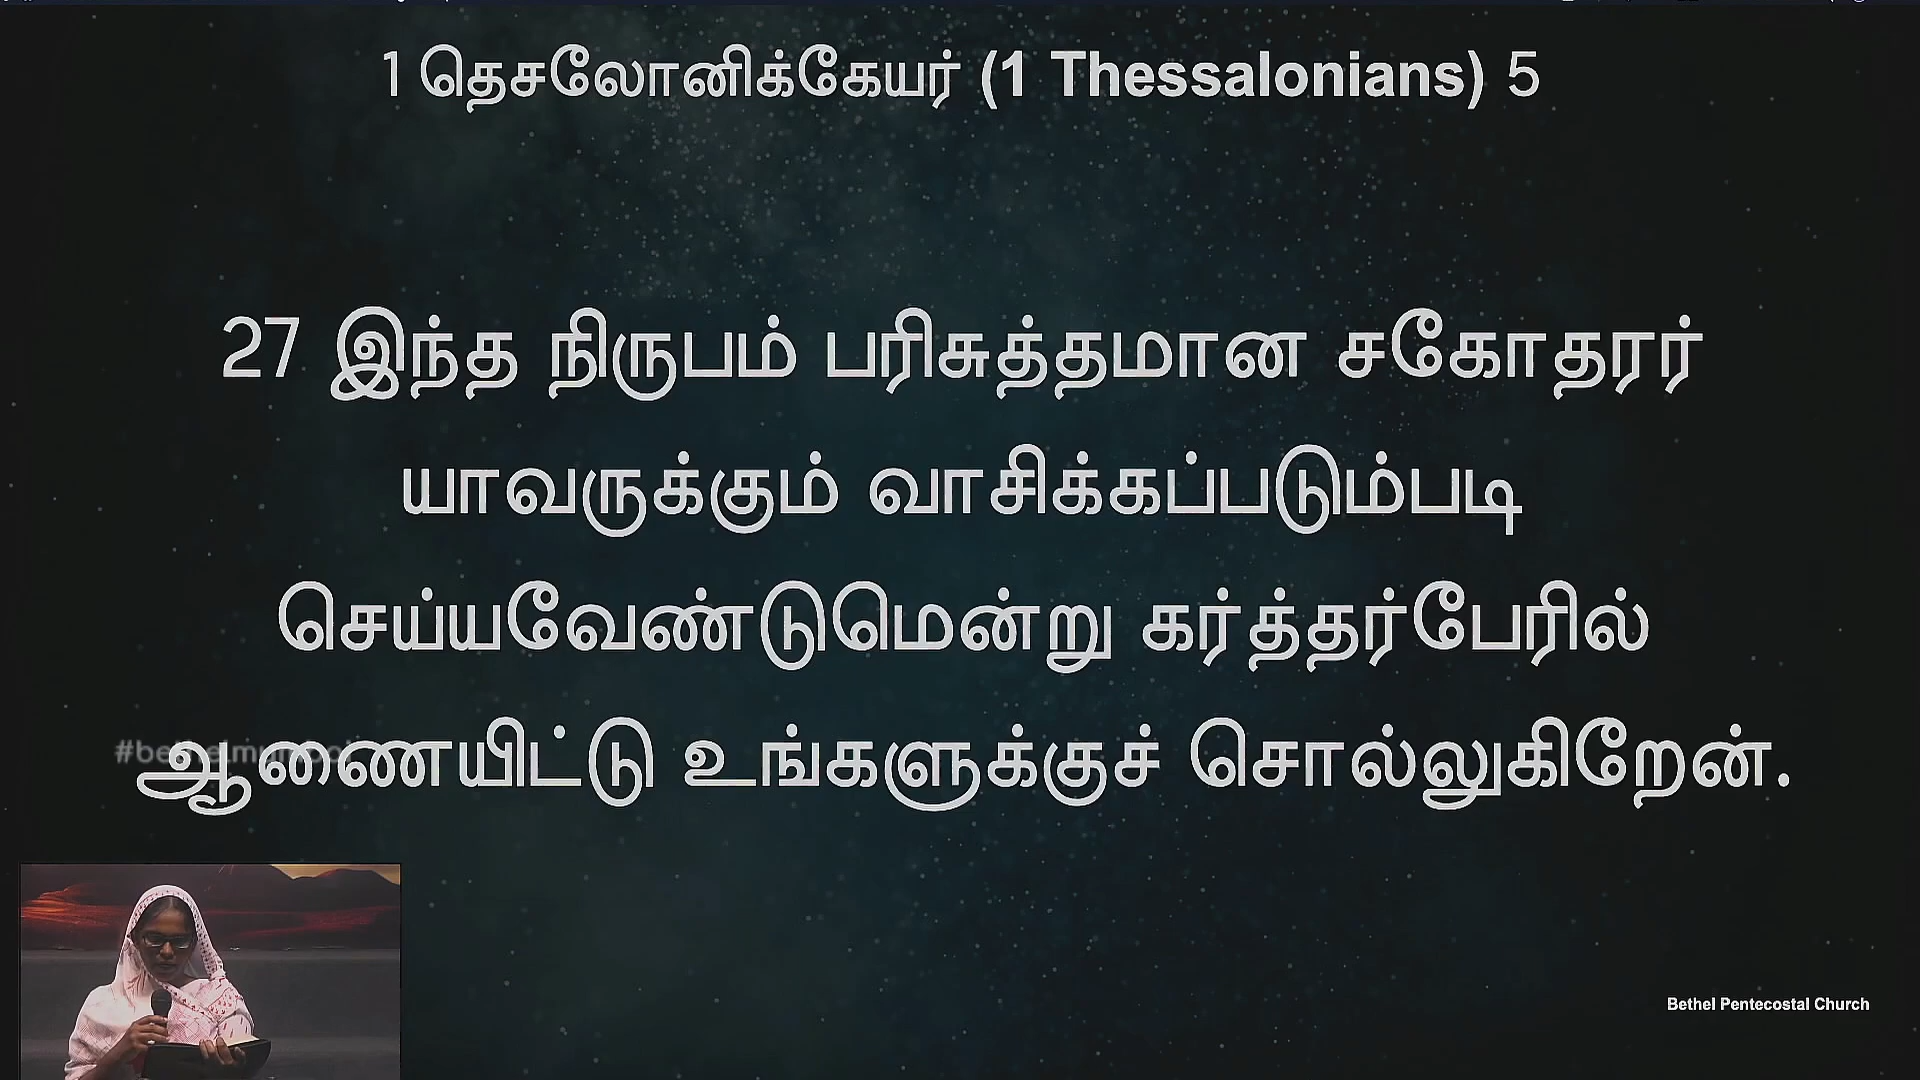 1 தெசலோனிக்கேயர் (1 Thessalonians) 5
27 இந்த நிருபம் பரிசுத்தமான சகோதரர்
யாவருக்கும் வாசிக்கப்படும்படி
செய்யவேண்டுமென்று கர்த்தர்பேரில்
ஆணையிட்டு உங்களுக்குச் சொல்லுகிறேன்.
Bethel Pentecostal Church